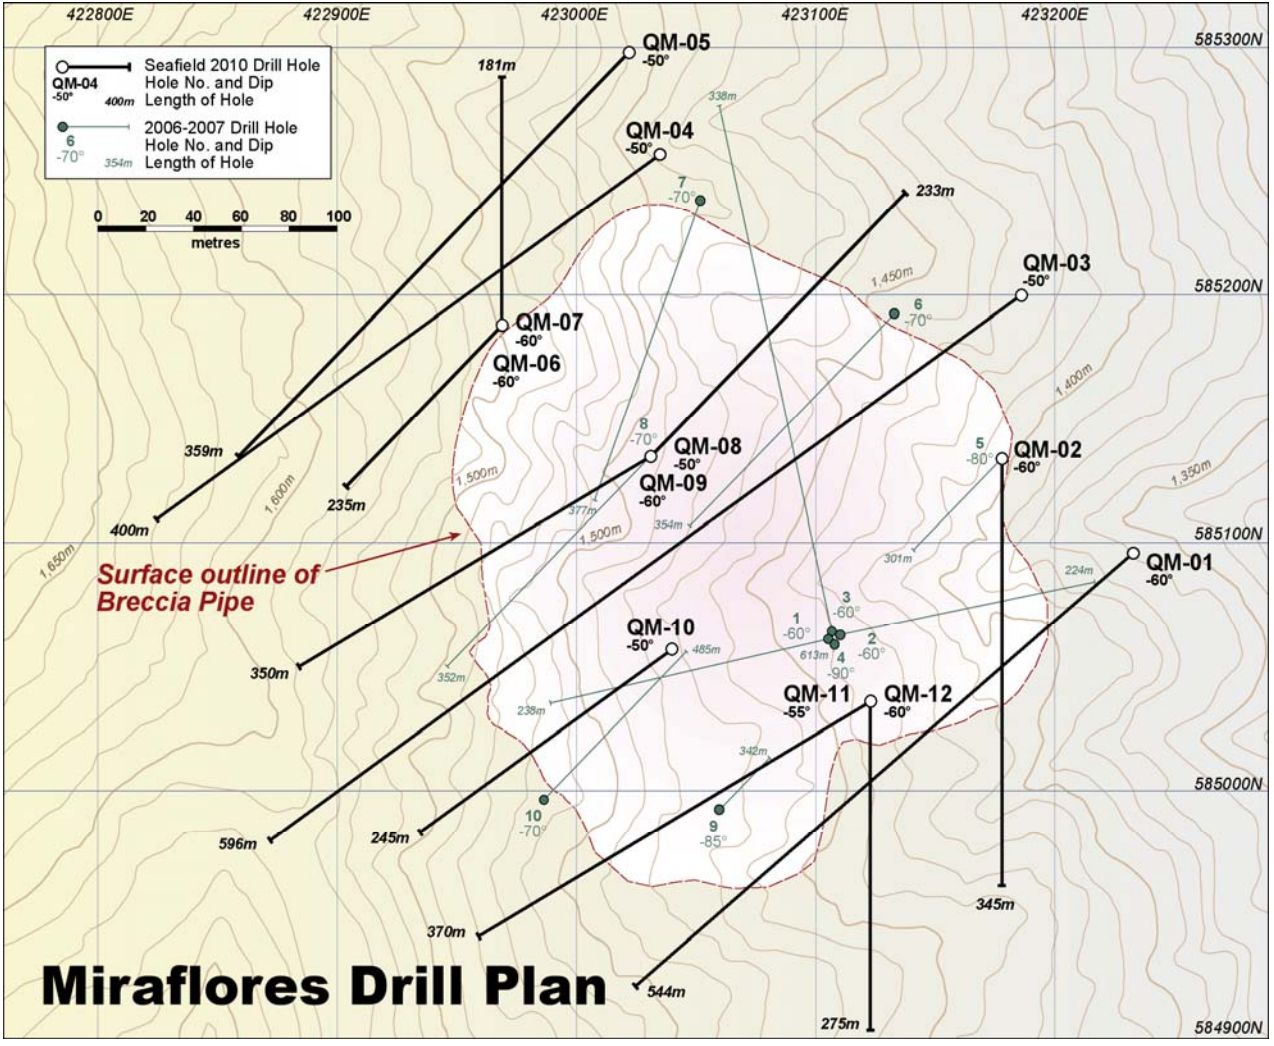 422800E
422900E
423000E
423100E
423200E
585300N
Seafield 2010 Drill Hole
QM-04 Hole No. and Dip
-50°
400m Length of Hole
2006-2007 Drill Hole
6 Hole No. and Dip
-70°
354m Length of Hole
0 20 40 60 80 100
metres
181m
QM-05
-50°
QM-04
-50°
338m
7
-70°
233m
QM-03
-50°
1,450m
585200N
6
-70°
QM-07
-60°
QM-06
-60°
1,400m
8
-70°
QM-08
-50°
QM-09
-60°
5
-80°
QM-02
-60°
359m
1,500m
1,350m
1,600m
235m
377m
354m
400m
1,500m
585100N
1,650m
301m
Surface outline of
Breccia Pipe
224m
QM-01
-60°
3
-60°
1
-60°
2
-60°
613m
4
-90°
QM-10
-50°
485m
350m
352m
238m
QM-11
-55°
QM-12
-60°
342m
585000N
10
-70°
9
-85°
596m
245m
345m
370m
544m
Miraflores Drill Plan
275m
584900N